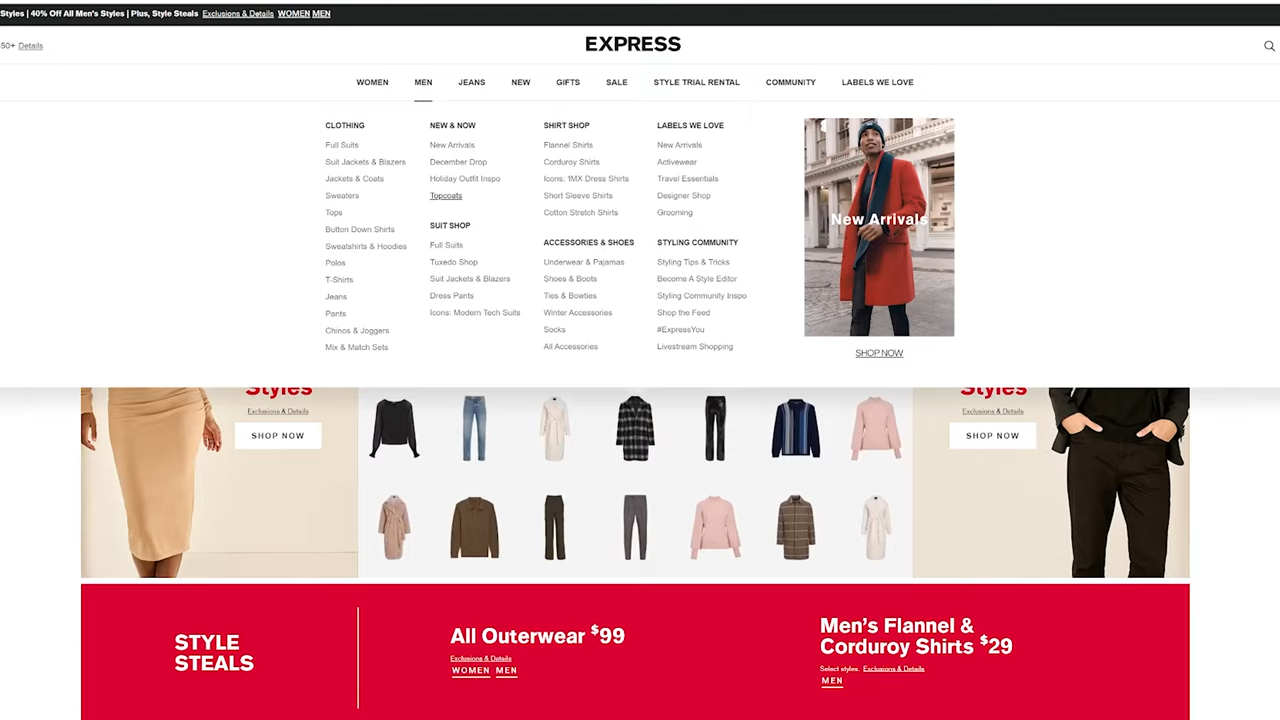 Styles | 40% Off All Men's Styles | Plus, Style Steals Exclusions & Details WOMEN MEN
50+ Details
EXPRESS
WOMEN MEN JEANS NEW GIFTS SALE STYLE TRIAL RENTAL COMMUNITY LABELS WE LOVE
CLOTHING
Full Suits
Suit Jackets & Blazers
Jackets & Coats
Sweaters
Tops
Button Down Shirts
Sweatshirts & Hoodies
Polos
T-Shirts
Jeans
Pants
Chinos & Joggers
Mix & Match Sets
NEW & NOW
New Arrivals
December Drop
Holiday Outfit Inspo
Topcoats
SUIT SHOP
Full Suits
Tuxedo Shop
Suit Jackets & Blazers
Dress Pants
Icons: Modern Tech Suits
SHIRT SHOP
Flannel Shirts
Corduroy Shirts
Icons: 1MX Dress Shirts
Short Sleeve Shirts
Cotton Stretch Shirts
ACCESSORIES & SHOES
Underwear & Pajamas
Shoes & Boots
Ties & Bowties
Winter Accessories
Socks
All Accessories
LABELS WE LOVE
New Arrivals
Activewear
Travel Essentials
Designer Shop
Grooming
STYLING COMMUNITY
Styling Tips & Tricks
Become A Style Editor
Styling Community Inspo
Shop the Feed
#ExpressYou
Livestream Shopping
New Arrivals
SHOP NOW
Styles
Exclusions & Details
SHOP NOW
Styles
Exclusions & Details
SHOP NOW
STYLE
STEALS
All Outerwear $99
Exclusions & Details
WOMEN MEN
Men's Flannel &
Corduroy Shirts $29
Select styles. Exclusions & Details
MEN